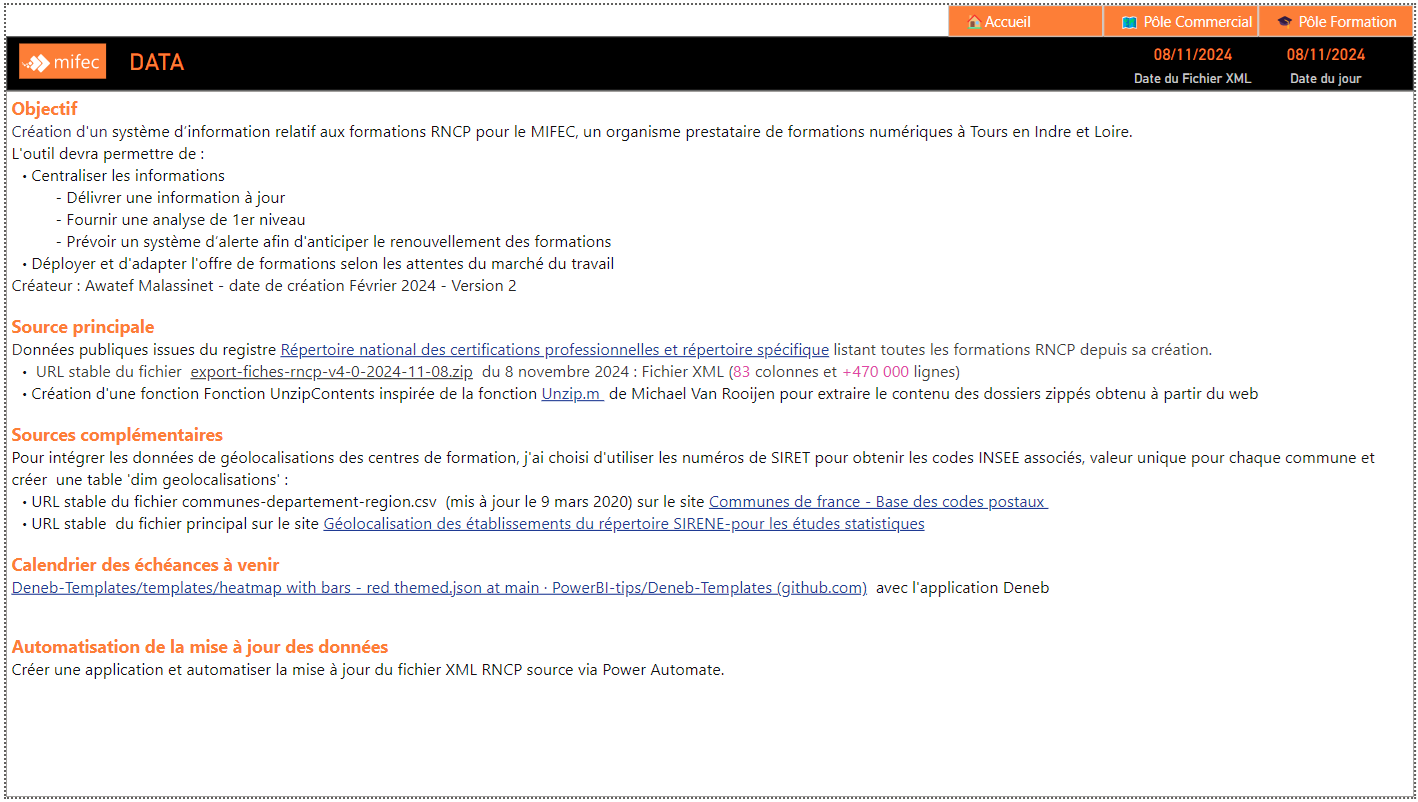 Accueil
Pôle Commercial
Pôle Formation
mifec
DATA
08/11/2024
08/11/2024
Date du Fichier XML
Date du jour
Objectif
Création d'un système d'information relatif aux formations RNCP pour le MIFEC, un organisme prestataire de formations numériques à Tours en Indre et Loire.
L'outil devra permettre de :
• Centraliser les informations
- Délivrer une information à jour
- Fournir une analyse de 1er niveau
- Prévoir un système d'alerte afin d'anticiper le renouvellement des formations
• Déployer et d'adapter l'offre de formations selon les attentes du marché du travail
Créateur : Awatef Malassinet - date de création Février 2024 - Version 2
Source principale
Données publiques issues du registre Répertoire national des certifications professionnelles et répertoire spécifique listant toutes les formations RNCP depuis sa création.
• URL stable du fichier export-fiches-rncp-v4-0-2024-11-08.zip du 8 novembre 2024 : Fichier XML (83 colonnes et +470 000 lignes)
• Création d'une fonction Fonction UnzipContents inspirée de la fonction Unzip.m de Michael Van Rooijen pour extraire le contenu des dossiers zippés obtenu à partir du web
Sources complémentaires
Pour intégrer les données de géolocalisations des centres de formation, j'ai choisi d'utiliser les numéros de SIRET pour obtenir les codes INSEE associés, valeur unique pour chaque commune et
créer une table 'dim geolocalisations' :
• URL stable du fichier communes-departement-region.csv (mis à jour le 9 mars 2020) sur le site Communes de france - Base des codes postaux
• URL stable du fichier principal sur le site Géolocalisation des établissements du répertoire SIRENE-pour les études statistiques
Calendrier des échéances à venir
Deneb-Templates/templates/heatmap with bars - red themed.json at main · PowerBI-tips/Deneb-Templates (github.com) avec l'application Deneb
Automatisation de la mise à jour des données
Créer une application et automatiser la mise à jour du fichier XML RNCP source via Power Automate.